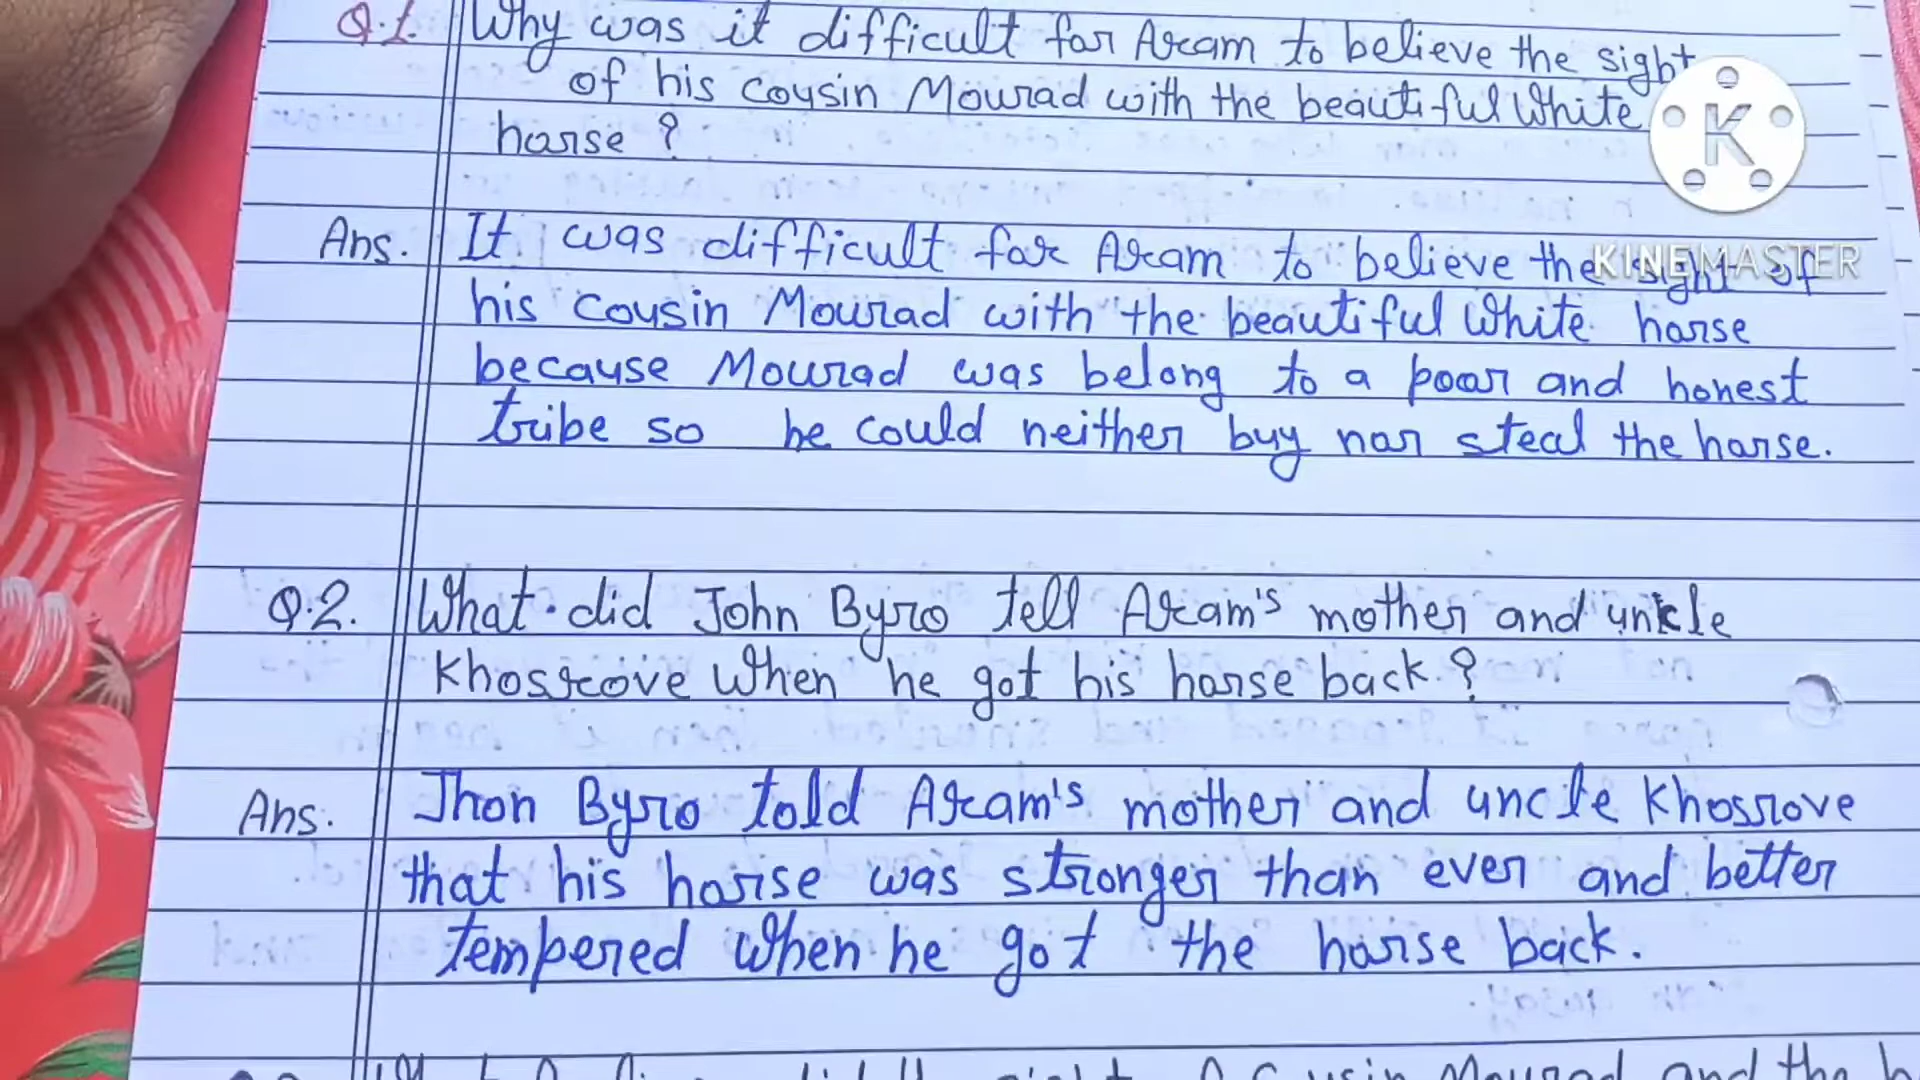 Q.1. Why was it difficult for Aram to believe the sight
of his cousin Mourad with the beautiful white
horse ?
K
Ans. It was difficult for Aram to believe the sight of
KINEMASTER
his cousin Mourad with the beautiful white horse
because Mourad was belong to a poor and honest
tribe so he could neither buy nor steal the horse.
Q.2. What did John Byro tell Aram's mother and unkle
Khosrove when he got his horse back ?
Ans. Jhon Byro told Aram's mother and uncle Khosrove
that his horse was stronger than ever and better
tempered when he got the horse back.
Cousin Mourad and the